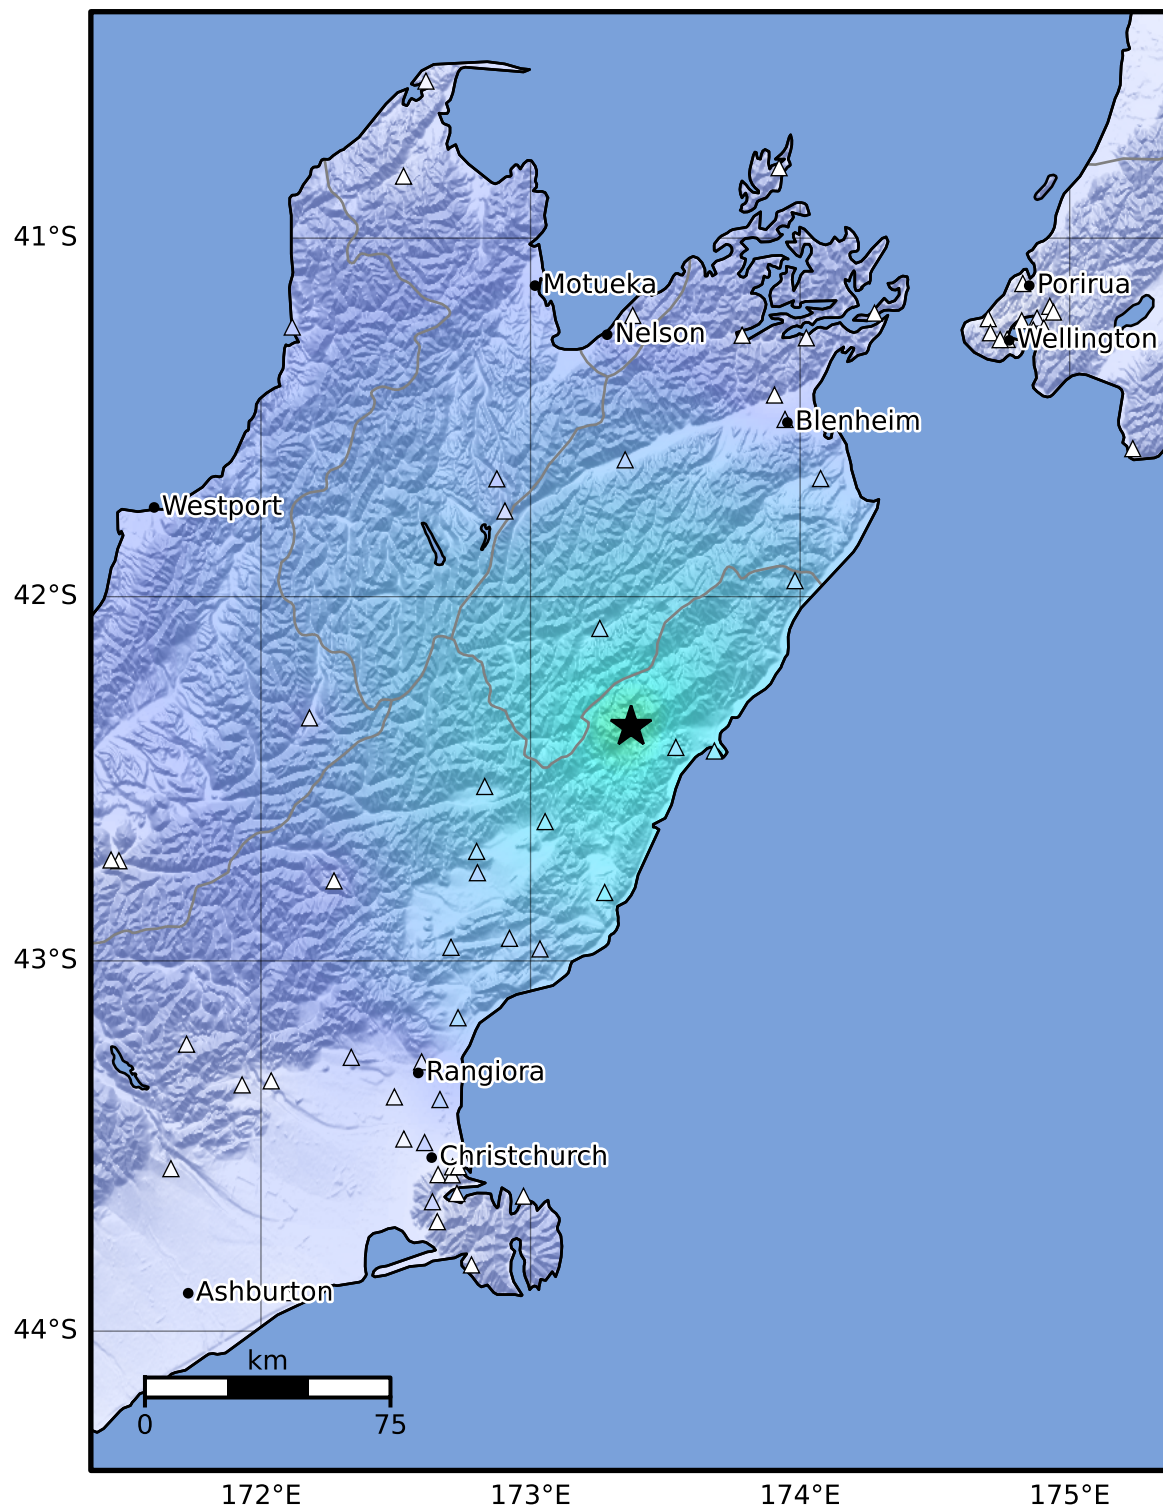 41°S
Motueka
Porirua
Nelson
Wellington
Blenheim
Westport
42°S
43°S
Rangiora
Christchurch
Ashburton
44°S
km
0
75
172°E
173°E
174°E
175°E